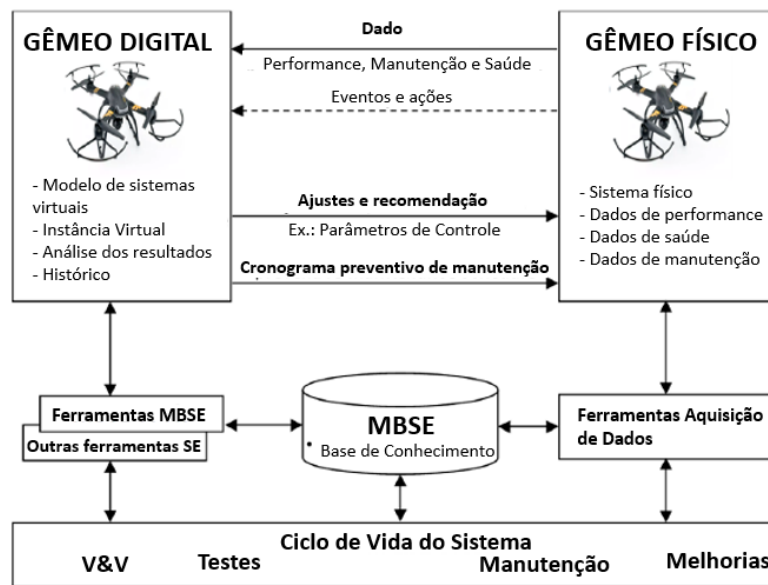 GÊMEO DIGITAL
- Modelo de sistemas
virtuais
- Instância Virtual
- Análise dos resultados
- Histórico
Dado
Performance, Manutenção e Saúde
Eventos e ações
Ajustes e recomendação
Ex.: Parâmetros de Controle
Cronograma preventivo de manutenção
GÊMEO FÍSICO
- Sistema físico
- Dados de performance
- Dados de saúde
- Dados de manutenção
Ferramentas MBSE
Outras ferramentas SE
MBSE
• Base de Conhecimento
Ferramentas Aquisição
de Dados
Ciclo de Vida do Sistema
V&V
Testes
Manutenção
Melhorias